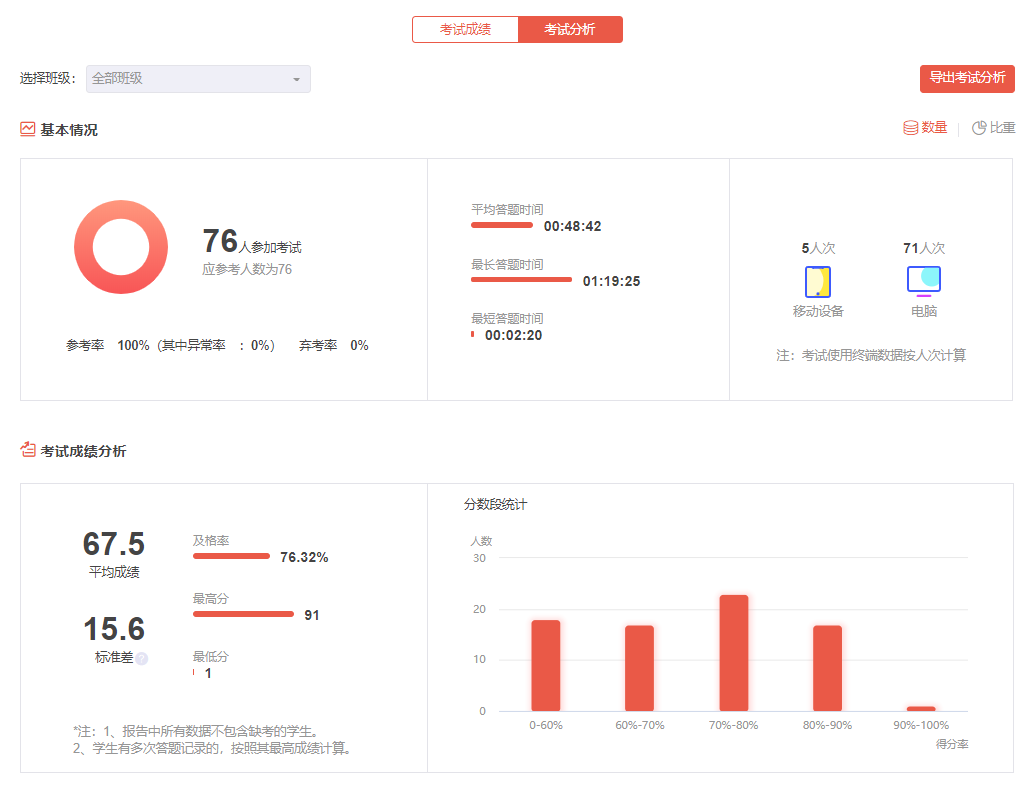 考试成绩 考试分析
选择班级： 全部班级 导出考试分析
基本情况 数量 比重
76人参加考试
应参考人数为76
参考率 100%（其中异常率 ：0%） 弃考率 0%
平均答题时间
00:48:42
最长答题时间
01:19:25
最短答题时间
00:02:20
5人次 71人次
移动设备 电脑
注：考试使用终端数据按人次计算
考试成绩分析
67.5
平均成绩
15.6
标准差?
及格率
76.32%
最高分
91
最低分
1
*注：1、报告中所有数据不包含缺考的学生。
2、学生有多次答题记录的，按照其最高成绩计算。
分数段统计
人数
30
20
10
0
0-60% 60%-70% 70%-80% 80%-90% 90%-100%
得分率